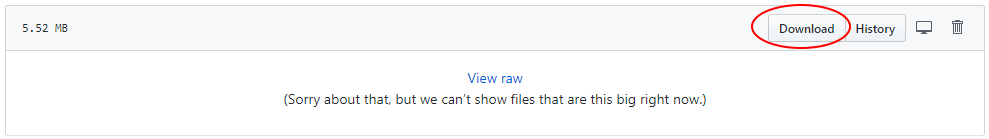 5.52 MB Download History
View raw
(Sorry about that, but we can't show files that are this big right now.)